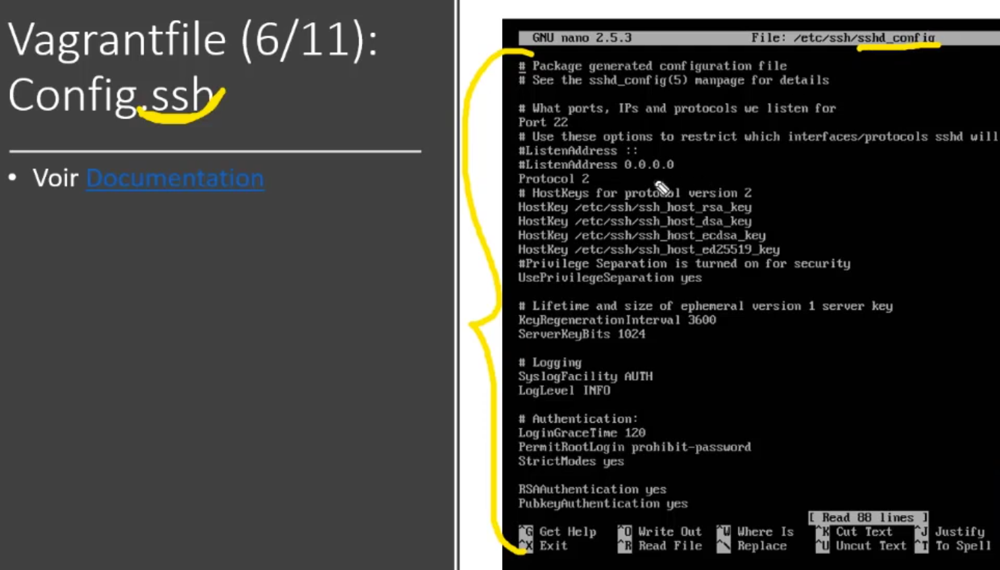 Vagrantfile (6/11):
Config.ssh
• Voir Documentation
GNU nano 2.5.3 File: /etc/ssh/sshd_config
# Package generated configuration file
# See the sshd_config(5) manpage for details
# What ports, IPs and protocols we listen for
Port 22
# Use these options to restrict which interfaces/protocols sshd will
#ListenAddress ::
#ListenAddress 0.0.0.0
Protocol 2
# HostKeys for protocol version 2
HostKey /etc/ssh/ssh_host_rsa_key
HostKey /etc/ssh/ssh_host_dsa_key
HostKey /etc/ssh/ssh_host_ecdsa_key
HostKey /etc/ssh/ssh_host_ed25519_key
#Privilege Separation is turned on for security
UsePrivilegeSeparation yes
# Lifetime and size of ephemeral version 1 server key
KeyRegenerationInterval 3600
ServerKeyBits 1024
# Logging
SyslogFacility AUTH
LogLevel INFO
# Authentication:
LoginGraceTime 120
PermitRootLogin prohibit-password
StrictModes yes
RSAAuthentication yes
PubkeyAuthentication yes
[ Read 88 lines ]
^G Get Help ^O Write Out ^W Where Is ^K Cut Text ^J Justify
^X Exit ^R Read File ^\ Replace ^U Uncut Text ^T To Spell